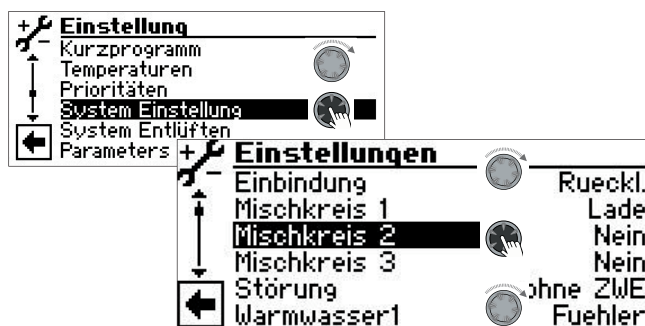 Einstellung
Kurzprogramm
Temperaturen
Prioritäten
System Einstellung
System Entlüften
Parameters
Einstellungen
Einbindung Rueckl.
Mischkreis 1 Lade
Mischkreis 2 Nein
Mischkreis 3 Nein
Störung ohne ZWE
Warmwasser1 Fuehler